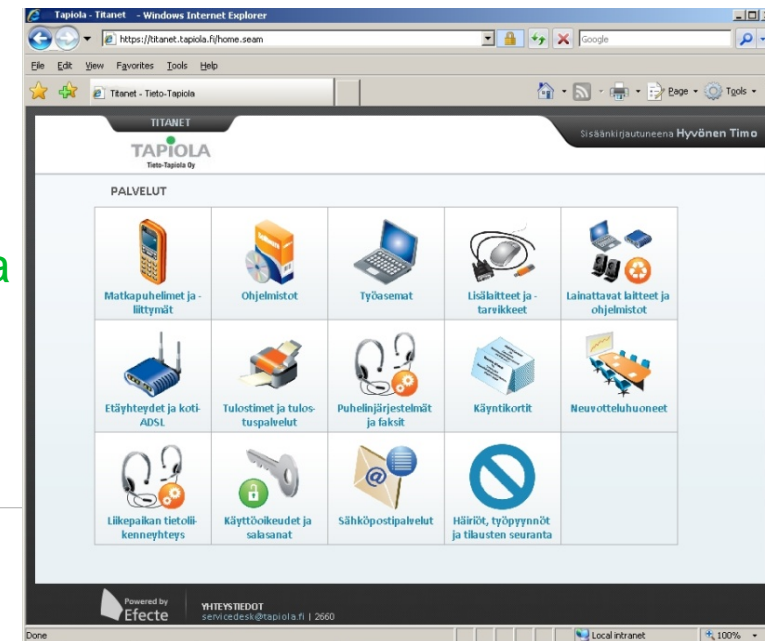 Tapiola - Titanet - Windows Internet Explorer
https://titanet.tapiola.fi/home.seam
Google
File Edit View Favorites Tools Help
Titanet - Tieto-Tapiola
Page Tools
TITANET
Sisäänkirjautuneena Hyvönen Timo
TAPIOLA
Tieto-Tapiola Oy
PALVELUT
a
Matkapuhelimet ja -
liittymät
Ohjelmistot
Työasemat
Lisälaitteet ja -
tarvikkeet
Lainattavat laitteet ja
ohjelmistot
Etäyhteydet ja koti-
ADSL
Tulostimet ja tulos-
tuspalvelut
Puhelinjärjestelmät
ja faksit
Käyntikortit
Neuvotteluhuoneet
Liikepaikan tietolii-
kenneyhteys
Käyttöoikeudet ja
salasanat
Sähköpostipalvelut
Häiriöt, työpyynnöt
ja tilausten seuranta
Powered by
Efecte
YHTEYSTIEDOT
servicedesk@tapiola.fi | 2660
Done
Local intranet
100%